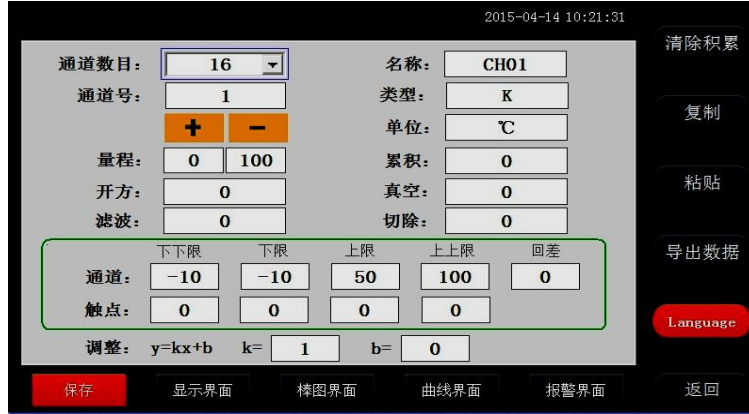 2015-04-14 10:21:31
清除积累
通道数目： 16 名称： CH01
通道号： 1 类型： K
复制
+ − 单位： ℃
量程： 0 100 累积： 0
粘贴
开方： 0 真空： 0
滤波： 0 切除： 0
下下限 下限 上限 上上限 回差
导出数据
通道： -10 -10 50 100 0
触点： 0 0 0 0
Language
调整： y=kx+b k= 1 b= 0
保存 显示界面 棒图界面 曲线界面 报警界面 返回